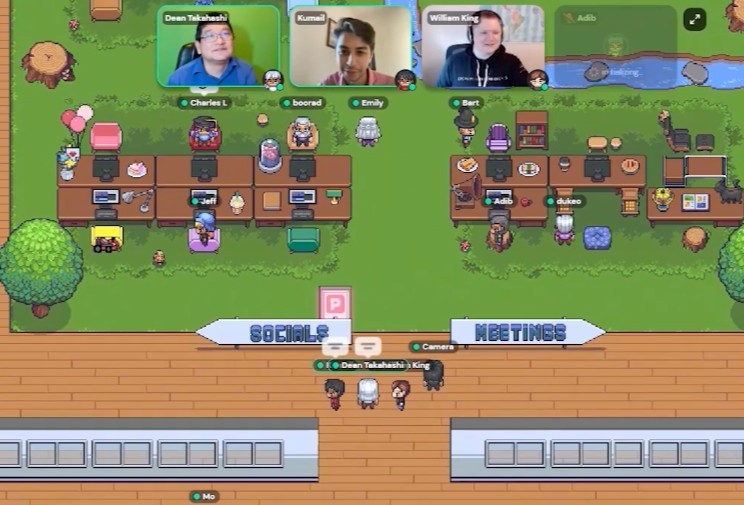 Dean Takahashi
Kumail
William King
Adib
Charles L
boorad
Emily
Bart
Jeff
Adib
dukeo
P
SOCIALS
MEETINGS
Camera
Dean Takahashi
King
Mo